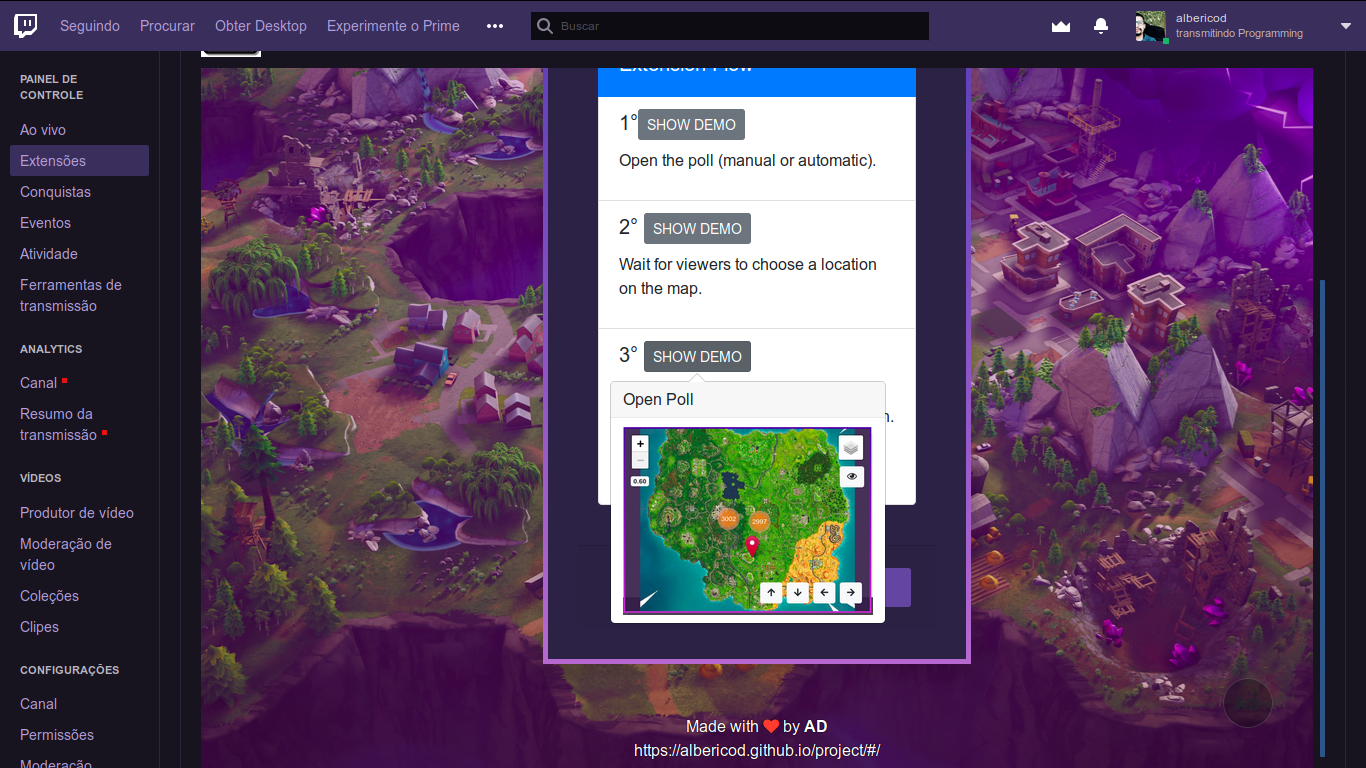 Seguindo Procurar Obter Desktop Experimente o Prime ••• Buscar albericod
transmitindo Programming
PAINEL DE
CONTROLE
Ao vivo
Extensões
Conquistas
Eventos
Atividade
Ferramentas de
transmissão
ANALYTICS
Canal
Resumo da
transmissão
VÍDEOS
Produtor de vídeo
Moderação de
vídeo
Coleções
Clipes
CONFIGURAÇÕES
Canal
Permissões
Moderação
Extension Flow
1° SHOW DEMO
Open the poll (manual or automatic).
2° SHOW DEMO
Wait for viewers to choose a location
on the map.
3° SHOW DEMO
Open Poll
n.
+
−
0.60
3002 2997
Made with ❤ by AD
https://albericod.github.io/project/#/